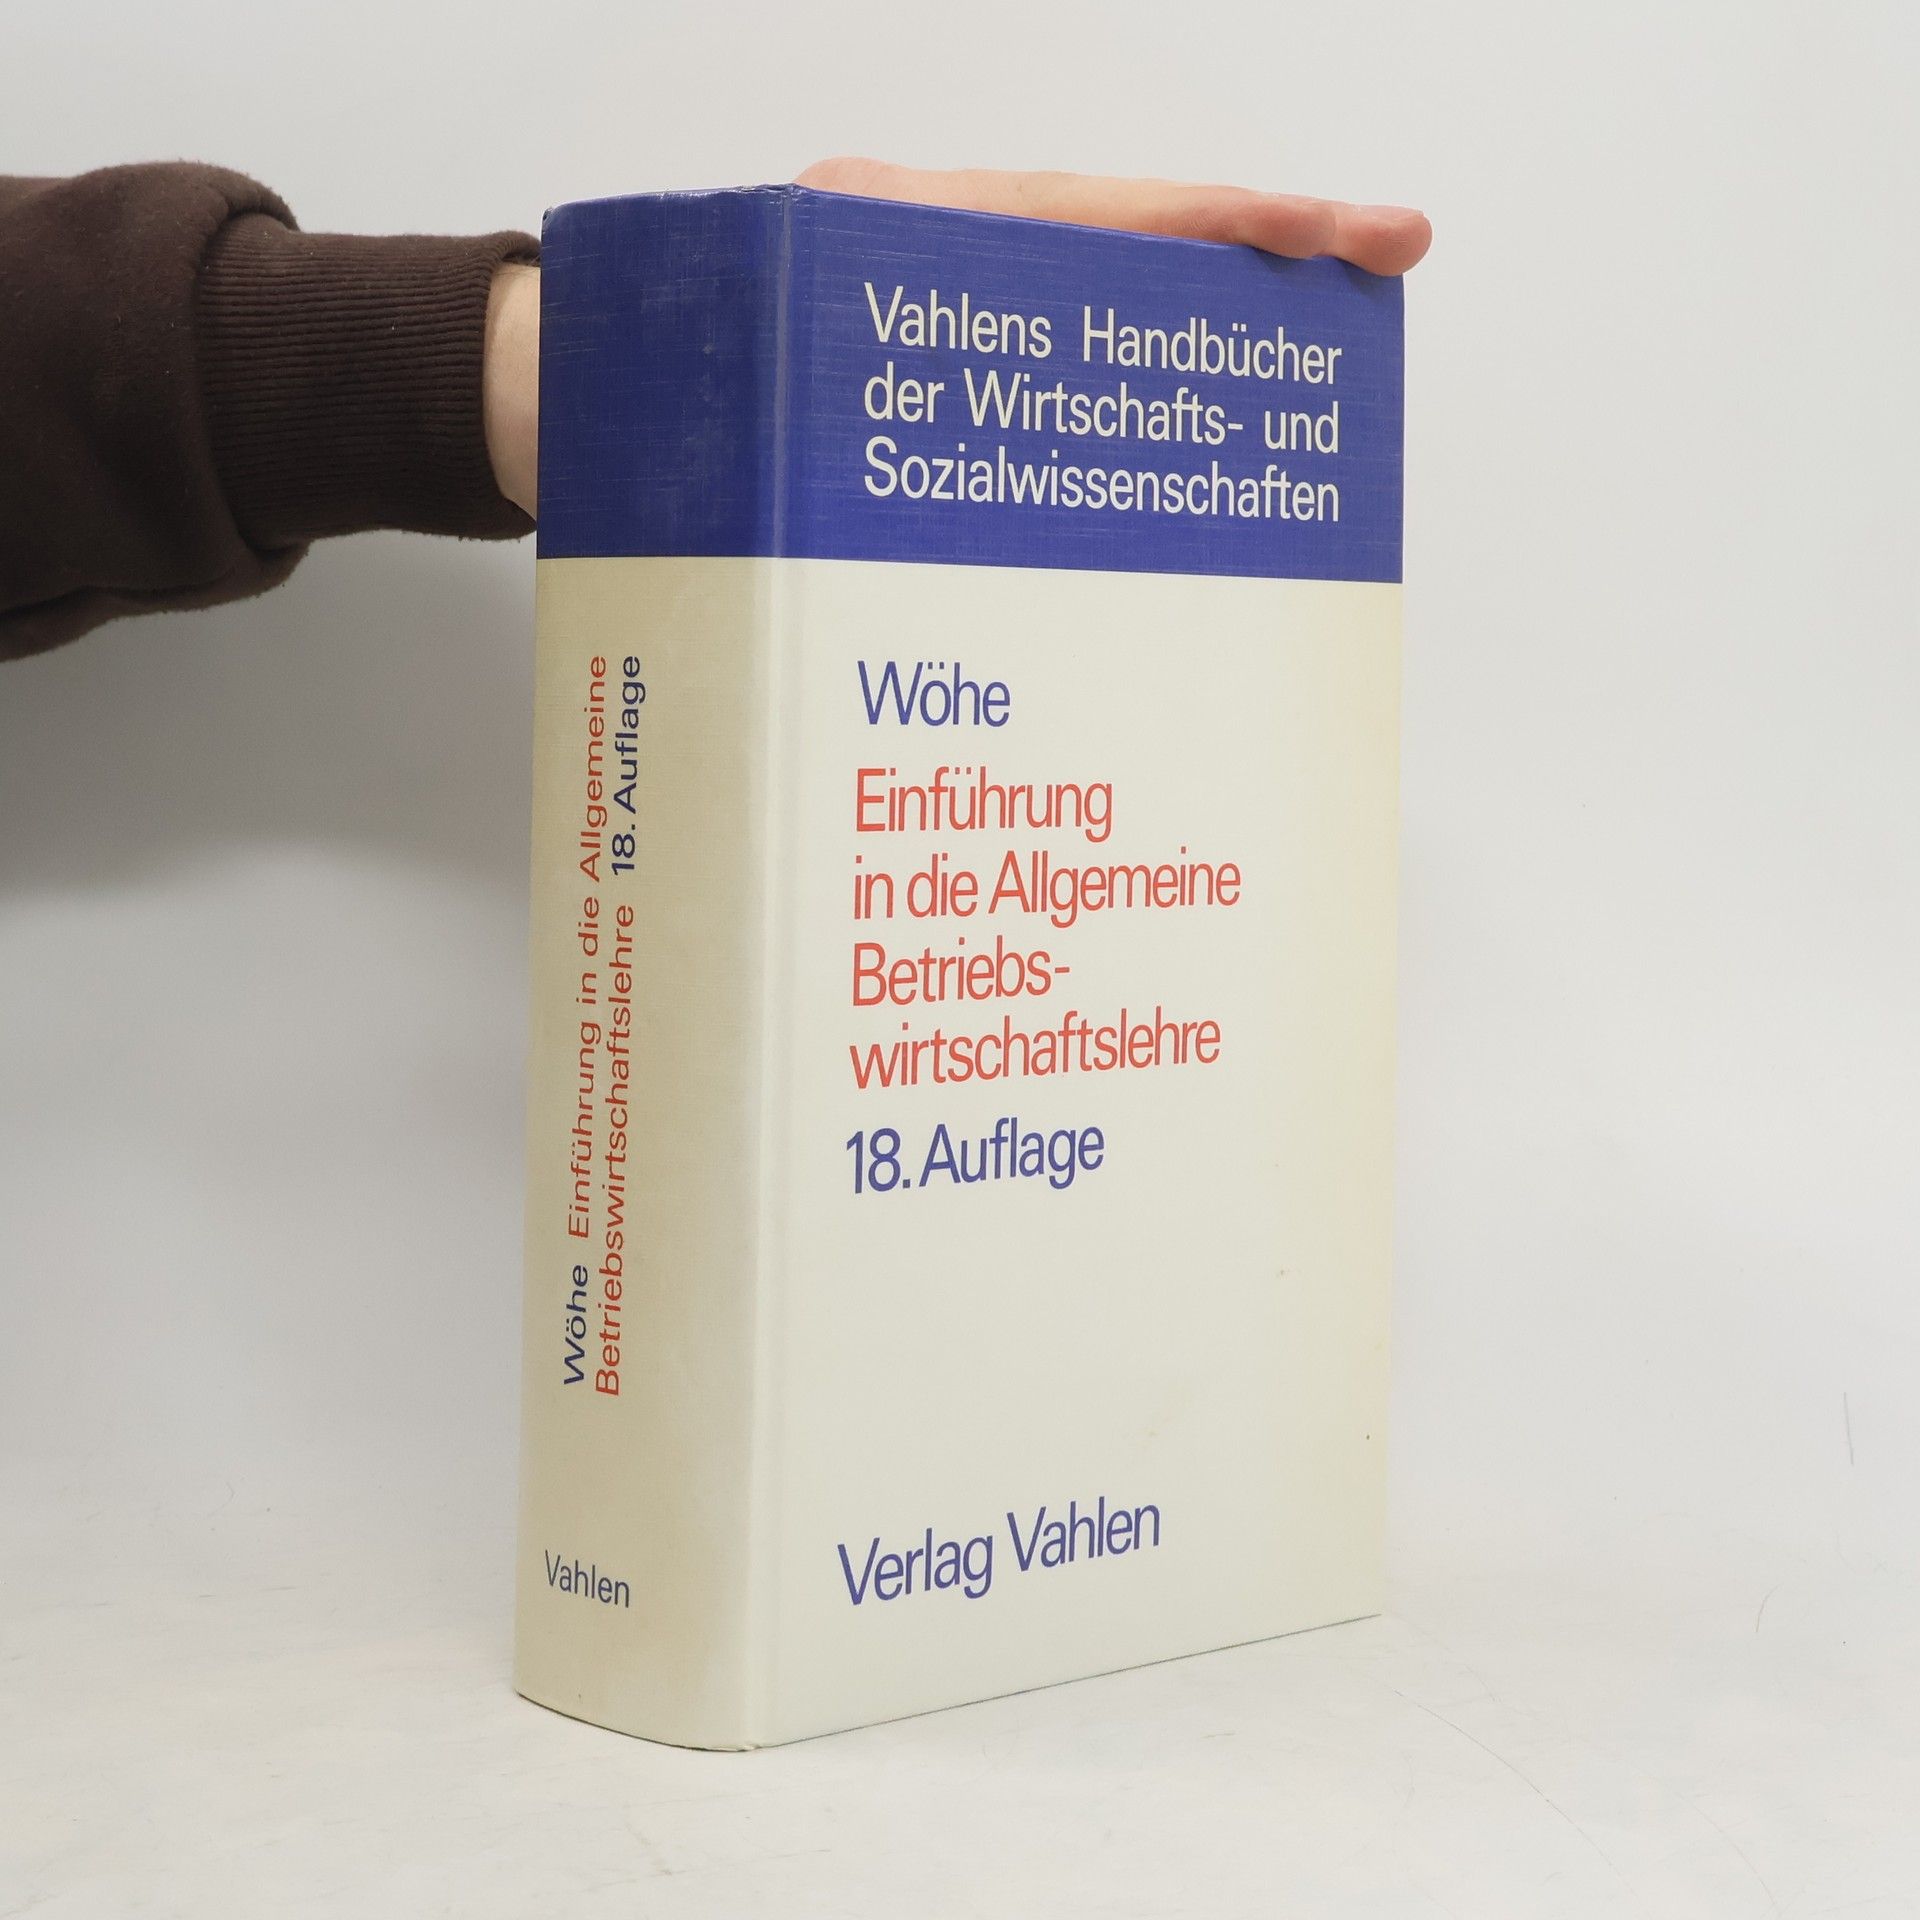 Vahlens Handbücher
der Wirtschafts- und
Sozialwissenschaften
Wöhe
Einführung
in die Allgemeine
Betriebs-
wirtschaftslehre
18. Auflage
Verlag Vahlen
Wöhe Einführung in die Allgemeine
Betriebswirtschaftslehre 18. Auflage
Vahlen